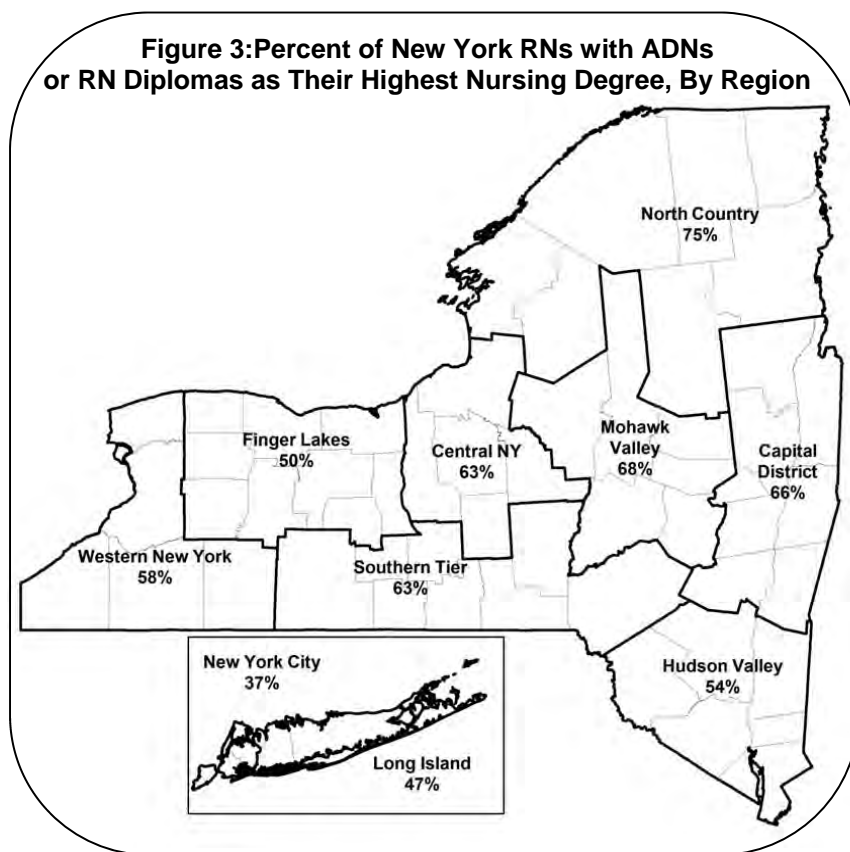 Figure 3:Percent of New York RNs with ADNs
or RN Diplomas as Their Highest Nursing Degree, By Region
North Country
75%
Finger Lakes
50%
Central NY
63%
Mohawk
Valley
68%
Capital
District
66%
Western New York
58%
Southern Tier
63%
Hudson Valley
54%
New York City
37%
Long Island
47%